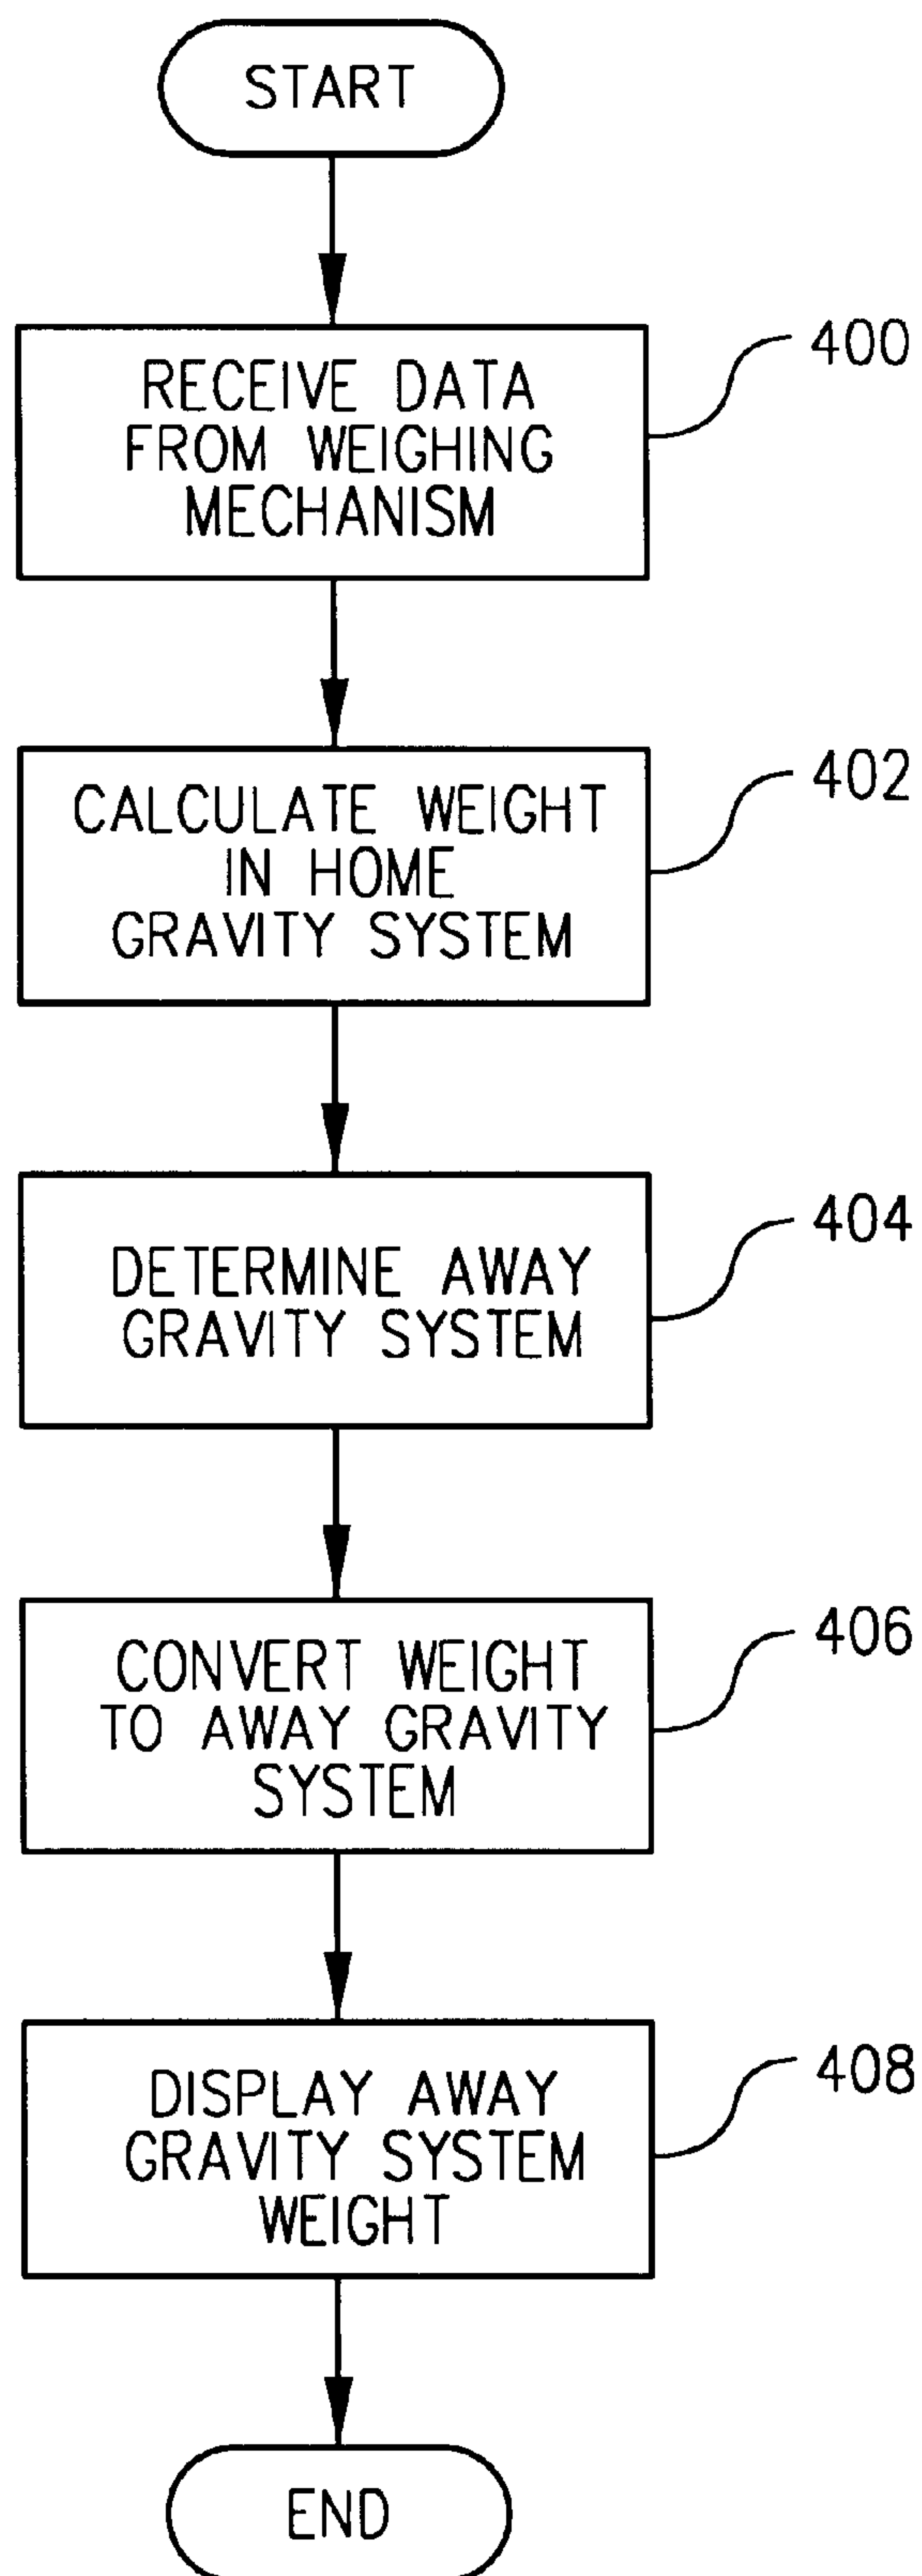 START
RECEIVE DATA
FROM WEIGHING
MECHANISM
400
CALCULATE WEIGHT
IN HOME
GRAVITY SYSTEM
402
DETERMINE AWAY
GRAVITY SYSTEM
404
CONVERT WEIGHT
TO AWAY GRAVITY
SYSTEM
406
DISPLAY AWAY
GRAVITY SYSTEM
WEIGHT
408
END